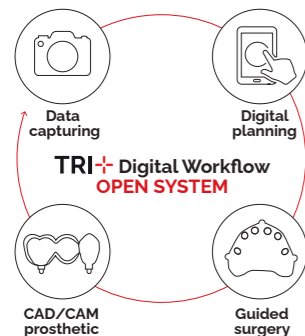 Data
capturing
Digital
planning
TRI+ Digital Workflow
OPEN SYSTEM
CAD/CAM
prosthetic
Guided
surgery